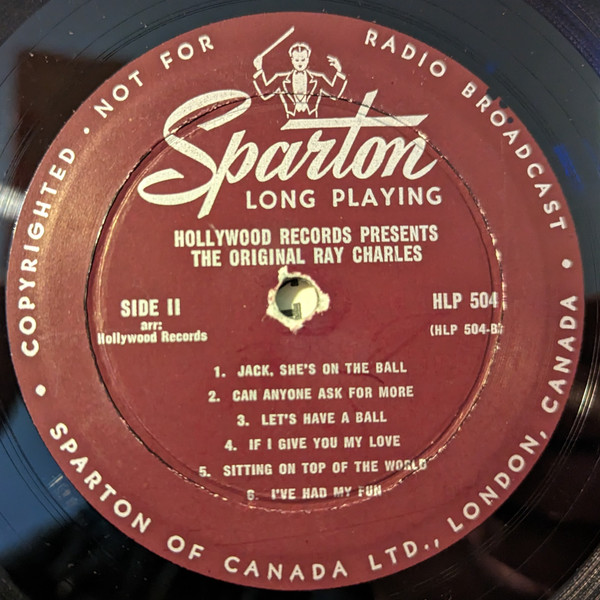 COPYRIGHTED • NOT FOR RADIO BROADCAST
Sparton
LONG PLAYING
HOLLYWOOD RECORDS PRESENTS
THE ORIGINAL RAY CHARLES
SIDE II
arr:
Hollywood Records
HLP 504
(HLP 504-B)
1. JACK, SHE'S ON THE BALL
2. CAN ANYONE ASK FOR MORE
3. LET'S HAVE A BALL
4. IF I GIVE YOU MY LOVE
5. SITTING ON TOP OF THE WORLD
6. I'VE HAD MY FUN
• SPARTON OF CANADA LTD., LONDON, CANADA •